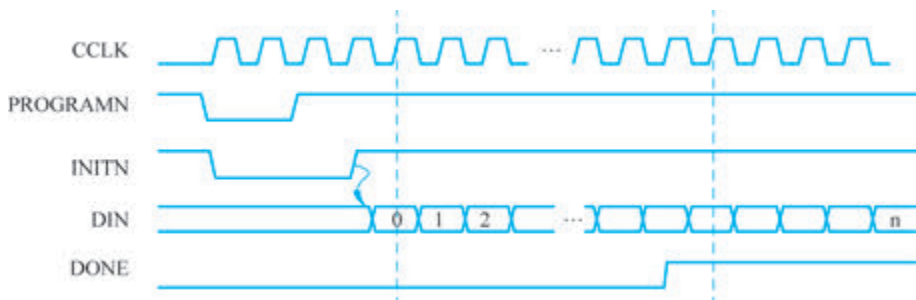 CCLK ...
PROGRAMN
INITN
DIN 0 1 2 ... n
DONE